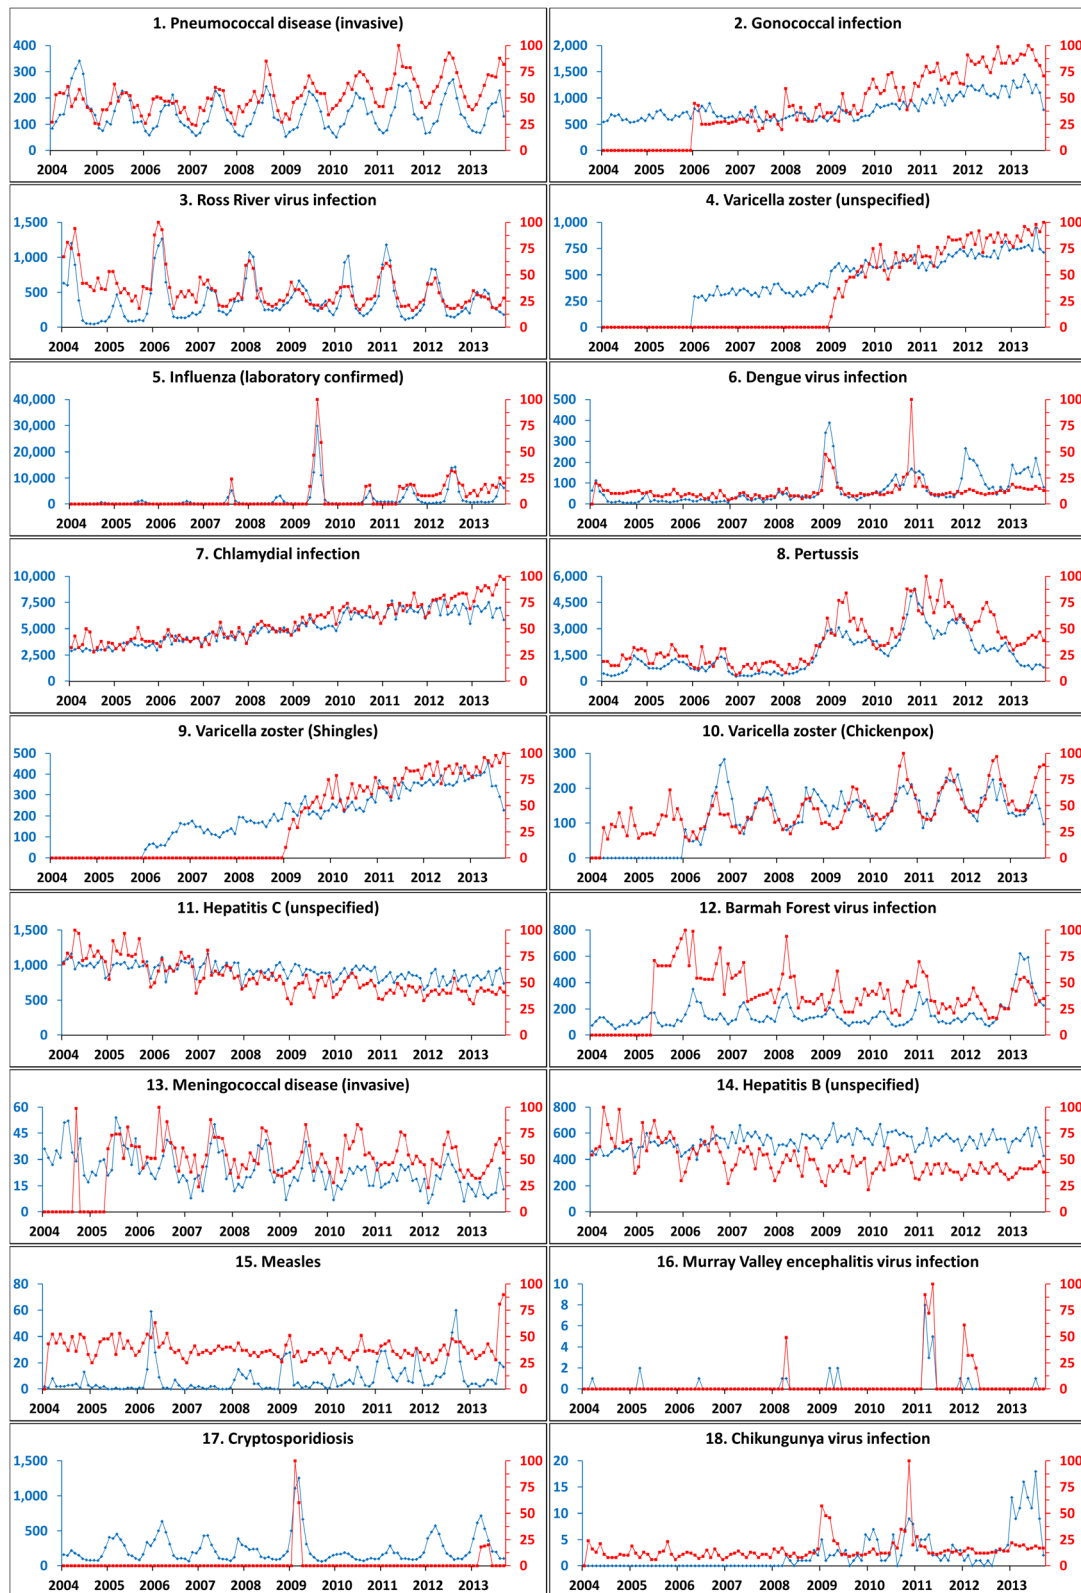 1. Pneumococcal disease (invasive)
400 300 200 100 0
100 75 50 25 0
2004 2005 2006 2007 2008 2009 2010 2011 2012 2013
2. Gonococcal infection
2,000 1,500 1,000 500 0
100 75 50 25 0
2004 2005 2006 2007 2008 2009 2010 2011 2012 2013
3. Ross River virus infection
1,500 1,000 500 0
100 75 50 25 0
2004 2005 2006 2007 2008 2009 2010 2011 2012 2013
4. Varicella zoster (unspecified)
1,000 750 500 250 0
100 75 50 25 0
2004 2005 2006 2007 2008 2009 2010 2011 2012 2013
5. Influenza (laboratory confirmed)
40,000 30,000 20,000 10,000 0
100 75 50 25 0
2004 2005 2006 2007 2008 2009 2010 2011 2012 2013
6. Dengue virus infection
500 400 300 200 100 0
100 75 50 25 0
2004 2005 2006 2007 2008 2009 2010 2011 2012 2013
7. Chlamydial infection
10,000 7,500 5,000 2,500 0
100 75 50 25 0
2004 2005 2006 2007 2008 2009 2010 2011 2012 2013
8. Pertussis
6,000 4,500 3,000 1,500 0
100 75 50 25 0
2004 2005 2006 2007 2008 2009 2010 2011 2012 2013
9. Varicella zoster (Shingles)
500 400 300 200 100 0
100 75 50 25 0
2004 2005 2006 2007 2008 2009 2010 2011 2012 2013
10. Varicella zoster (Chickenpox)
300 200 100 0
100 75 50 25 0
2004 2005 2006 2007 2008 2009 2010 2011 2012 2013
11. Hepatitis C (unspecified)
1,500 1,000 500 0
100 75 50 25 0
2004 2005 2006 2007 2008 2009 2010 2011 2012 2013
12. Barmah Forest virus infection
800 600 400 200 0
100 75 50 25 0
2004 2005 2006 2007 2008 2009 2010 2011 2012 2013
13. Meningococcal disease (invasive)
60 45 30 15 0
100 75 50 25 0
2004 2005 2006 2007 2008 2009 2010 2011 2012 2013
14. Hepatitis B (unspecified)
800 600 400 200 0
100 75 50 25 0
2004 2005 2006 2007 2008 2009 2010 2011 2012 2013
15. Measles
80 60 40 20 0
100 75 50 25 0
2004 2005 2006 2007 2008 2009 2010 2011 2012 2013
16. Murray Valley encephalitis virus infection
10 8 6 4 2 0
100 75 50 25 0
2004 2005 2006 2007 2008 2009 2010 2011 2012 2013
17. Cryptosporidiosis
1,500 1,000 500 0
100 75 50 25 0
2004 2005 2006 2007 2008 2009 2010 2011 2012 2013
18. Chikungunya virus infection
20 15 10 5 0
100 75 50 25 0
2004 2005 2006 2007 2008 2009 2010 2011 2012 2013